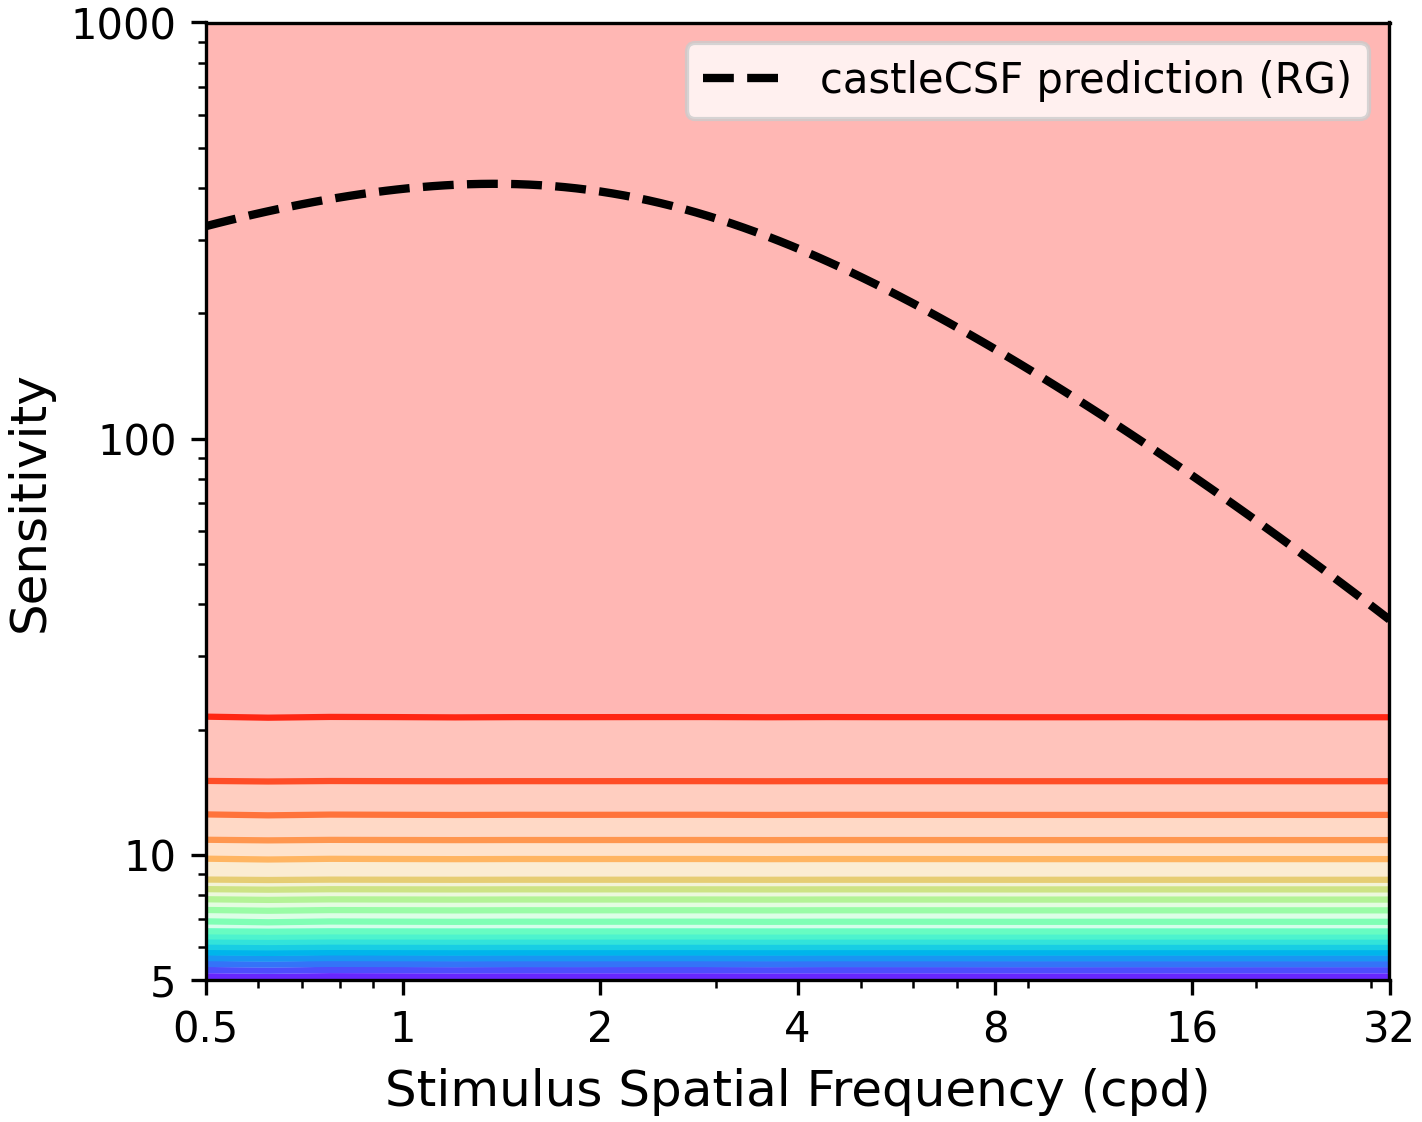 1000
castleCSF prediction (RG)
100
Sensitivity
10
5
0.5 1 2 4 8 16 32
Stimulus Spatial Frequency (cpd)